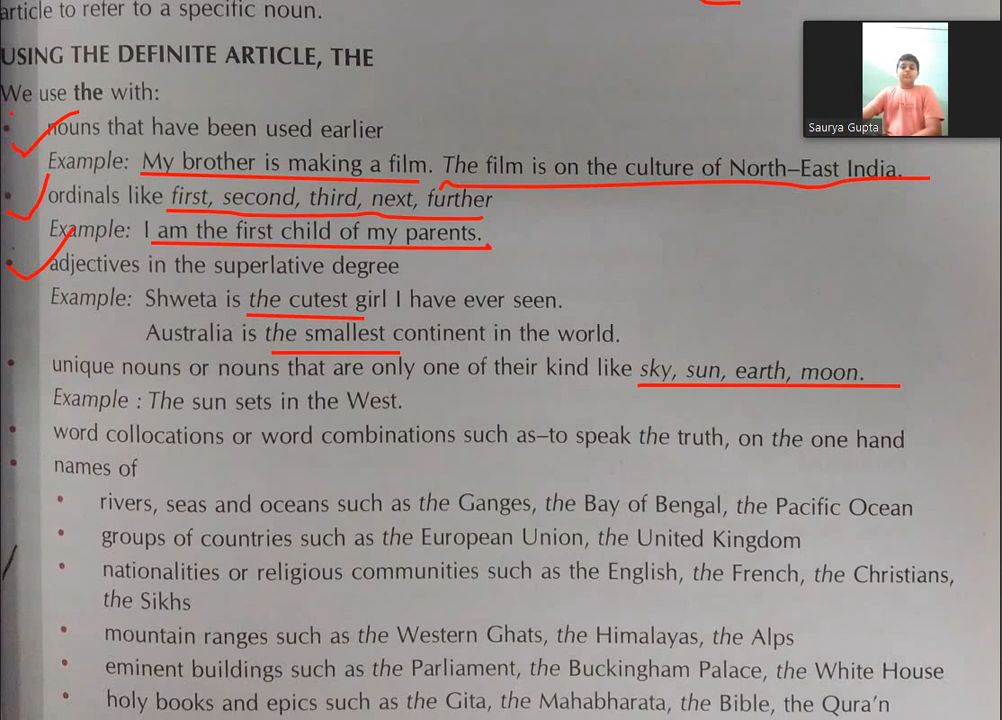 article to refer to a specific noun.
USING THE DEFINITE ARTICLE, THE
We use the with:
• nouns that have been used earlier
Example: My brother is making a film. The film is on the culture of North–East India.
• ordinals like first, second, third, next, further
Example: I am the first child of my parents.
• adjectives in the superlative degree
Example: Shweta is the cutest girl I have ever seen.
Australia is the smallest continent in the world.
• unique nouns or nouns that are only one of their kind like sky, sun, earth, moon.
Example : The sun sets in the West.
• word collocations or word combinations such as–to speak the truth, on the one hand
• names of
• rivers, seas and oceans such as the Ganges, the Bay of Bengal, the Pacific Ocean
• groups of countries such as the European Union, the United Kingdom
• nationalities or religious communities such as the English, the French, the Christians,
the Sikhs
• mountain ranges such as the Western Ghats, the Himalayas, the Alps
• eminent buildings such as the Parliament, the Buckingham Palace, the White House
• holy books and epics such as the Gita, the Mahabharata, the Bible, the Qura'n
Saurya Gupta